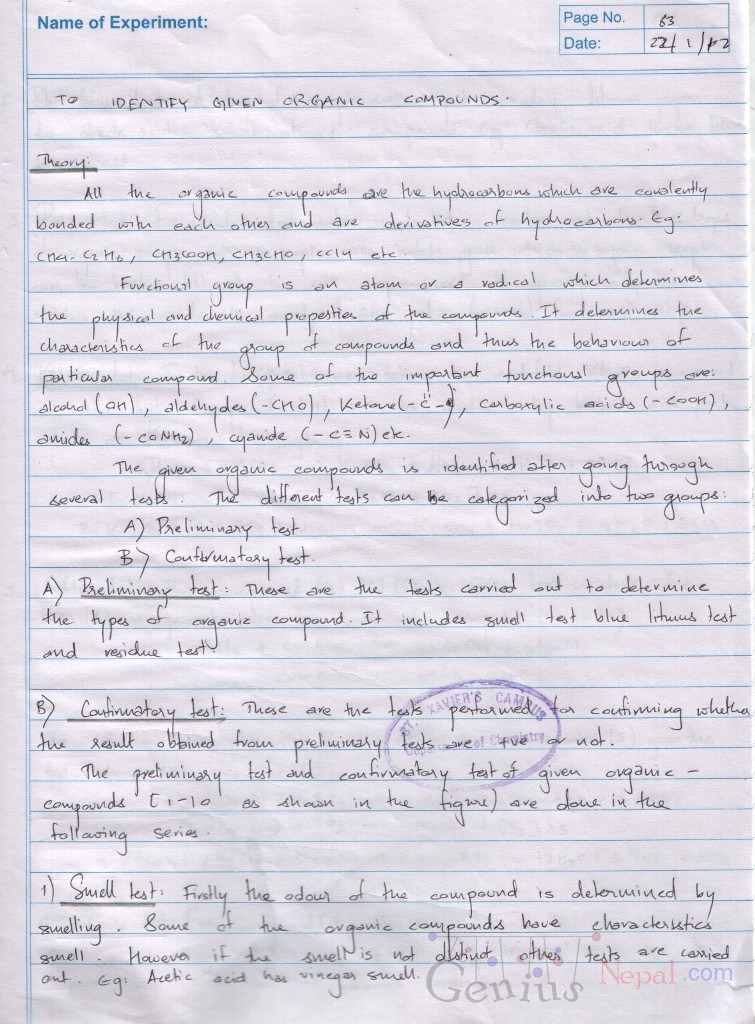 Name of Experiment:
Page No. 63
Date: 22/1/12
TO IDENTIFY GIVEN ORGANIC COMPOUNDS.
Theory:
All the organic compounds are the hydrocarbons which are covalently
bonded with each other and are derivatives of hydrocarbons. Eg:
CH4, C2H6, CH3COOH, CH3CHO, CCl4 etc.
Functional group is an atom or a radical which determines
the physical and chemical properties of the compounds. It determines the
characteristics of the group of compounds and thus the behaviour of
particular compound. Some of the important functional groups are:
alcohol (OH), aldehydes (-CHO), Ketone (-C-), carboxylic acids (-COOH),
amides (-CONH2), cyanide (-C≡N) etc.
The given organic compounds is identified after going through
several tests. The different tests can be categorized into two groups:
A) Preliminary test
B) Confirmatory test.
A) Preliminary test: These are the tests carried out to determine
the types of organic compound. It includes smell test blue litmus test
and residue test.
B) Confirmatory test: These are the tests performed for confirming whether
the result obtained from preliminary tests are +ve or not.
ST. XAVIER'S CAMPUS
Department of Chemistry
The preliminary test and confirmatory test of given organic -
compounds [1-10 as shown in the figure) are done in the
following series.
1) Smell test: Firstly the odour of the compound is determined by
smelling. Some of the organic compounds have characteristics
smell. However if the smell is not distinct other tests are carried
out. Eg: Acetic acid has vinegar smell.
Genius Nepal.com